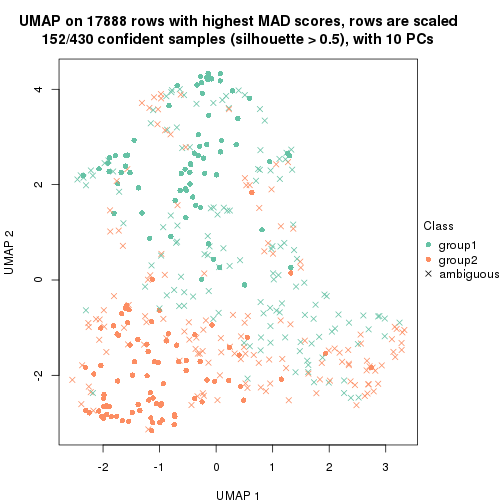 UMAP on 17888 rows with highest MAD scores, rows are scaled
152/430 confident samples (silhouette > 0.5), with 10 PCs
4
2
0
-2
UMAP 2
-2
-1
0
1
2
3
UMAP 1
Class
group1
group2
ambiguous